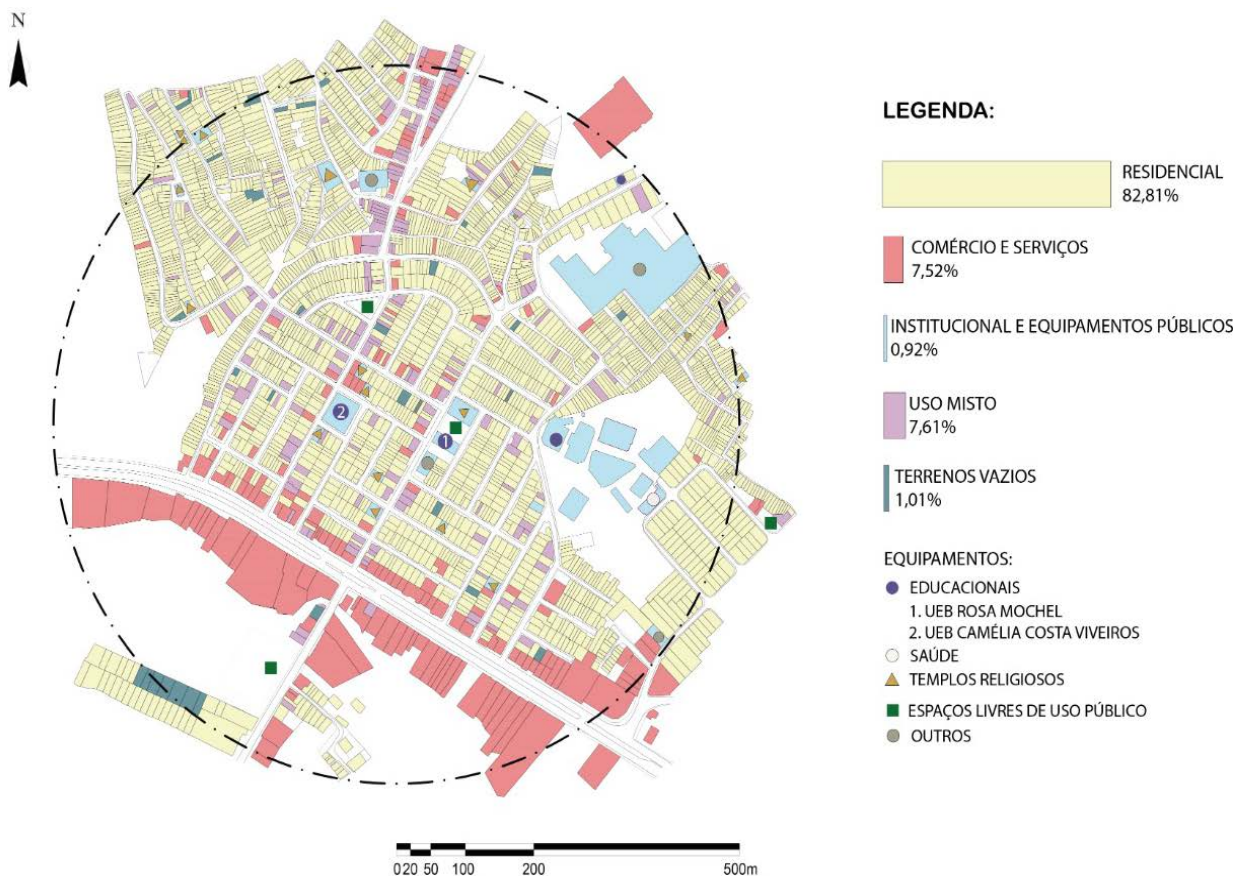 N
LEGENDA:
RESIDENCIAL
82,81%
COMÉRCIO E SERVIÇOS
7,52%
INSTITUCIONAL E EQUIPAMENTOS PÚBLICOS
0,92%
USO MISTO
7,61%
TERRENOS VAZIOS
1,01%
EQUIPAMENTOS:
EDUCACIONAIS
1. UEB ROSA MOCHEL
2. UEB CAMÉLIA COSTA VIVEIROS
SAÚDE
TEMPLOS RELIGIOSOS
ESPAÇOS LIVRES DE USO PÚBLICO
OUTROS
2
1
0 20 50 100 200 500m